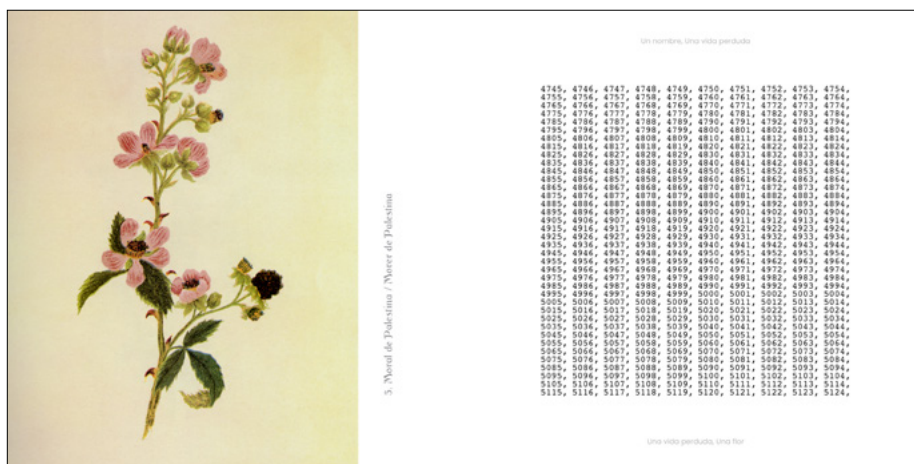 3. Moral de Palestina / Morer de Palestina
Un nombre, Una vida perduda
4745, 4746, 4747, 4748, 4749, 4750, 4751, 4752, 4753, 4754,
4755, 4756, 4757, 4758, 4759, 4760, 4761, 4762, 4763, 4764,
4765, 4766, 4767, 4768, 4769, 4770, 4771, 4772, 4773, 4774,
4775, 4776, 4777, 4778, 4779, 4780, 4781, 4782, 4783, 4784,
4785, 4786, 4787, 4788, 4789, 4790, 4791, 4792, 4793, 4794,
4795, 4796, 4797, 4798, 4799, 4800, 4801, 4802, 4803, 4804,
4805, 4806, 4807, 4808, 4809, 4810, 4811, 4812, 4813, 4814,
4815, 4816, 4817, 4818, 4819, 4820, 4821, 4822, 4823, 4824,
4825, 4826, 4827, 4828, 4829, 4830, 4831, 4832, 4833, 4834,
4835, 4836, 4837, 4838, 4839, 4840, 4841, 4842, 4843, 4844,
4845, 4846, 4847, 4848, 4849, 4850, 4851, 4852, 4853, 4854,
4855, 4856, 4857, 4858, 4859, 4860, 4861, 4862, 4863, 4864,
4865, 4866, 4867, 4868, 4869, 4870, 4871, 4872, 4873, 4874,
4875, 4876, 4877, 4878, 4879, 4880, 4881, 4882, 4883, 4884,
4885, 4886, 4887, 4888, 4889, 4890, 4891, 4892, 4893, 4894,
4895, 4896, 4897, 4898, 4899, 4900, 4901, 4902, 4903, 4904,
4905, 4906, 4907, 4908, 4909, 4910, 4911, 4912, 4913, 4914,
4915, 4916, 4917, 4918, 4919, 4920, 4921, 4922, 4923, 4924,
4925, 4926, 4927, 4928, 4929, 4930, 4931, 4932, 4933, 4934,
4935, 4936, 4937, 4938, 4939, 4940, 4941, 4942, 4943, 4944,
4945, 4946, 4947, 4948, 4949, 4950, 4951, 4952, 4953, 4954,
4955, 4956, 4957, 4958, 4959, 4960, 4961, 4962, 4963, 4964,
4965, 4966, 4967, 4968, 4969, 4970, 4971, 4972, 4973, 4974,
4975, 4976, 4977, 4978, 4979, 4980, 4981, 4982, 4983, 4984,
4985, 4986, 4987, 4988, 4989, 4990, 4991, 4992, 4993, 4994,
4995, 4996, 4997, 4998, 4999, 5000, 5001, 5002, 5003, 5004,
5005, 5006, 5007, 5008, 5009, 5010, 5011, 5012, 5013, 5014,
5015, 5016, 5017, 5018, 5019, 5020, 5021, 5022, 5023, 5024,
5025, 5026, 5027, 5028, 5029, 5030, 5031, 5032, 5033, 5034,
5035, 5036, 5037, 5038, 5039, 5040, 5041, 5042, 5043, 5044,
5045, 5046, 5047, 5048, 5049, 5050, 5051, 5052, 5053, 5054,
5055, 5056, 5057, 5058, 5059, 5060, 5061, 5062, 5063, 5064,
5065, 5066, 5067, 5068, 5069, 5070, 5071, 5072, 5073, 5074,
5075, 5076, 5077, 5078, 5079, 5080, 5081, 5082, 5083, 5084,
5085, 5086, 5087, 5088, 5089, 5090, 5091, 5092, 5093, 5094,
5095, 5096, 5097, 5098, 5099, 5100, 5101, 5102, 5103, 5104,
5105, 5106, 5107, 5108, 5109, 5110, 5111, 5112, 5113, 5114,
5115, 5116, 5117, 5118, 5119, 5120, 5121, 5122, 5123, 5124,
Una vida perduda, Una flor